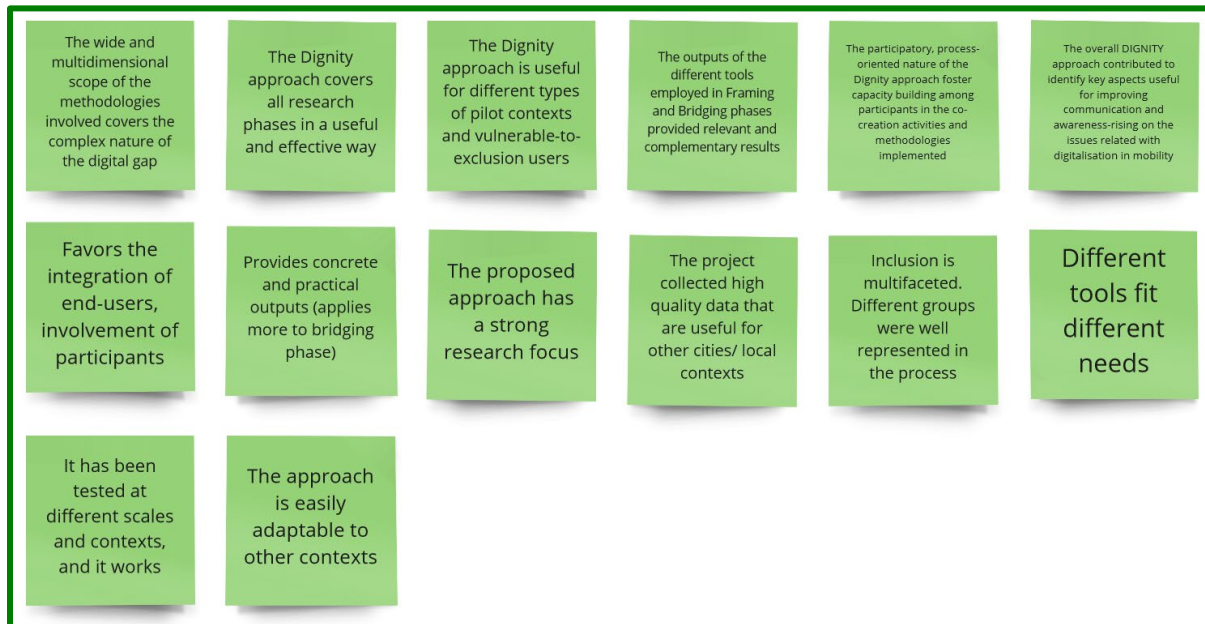 The wide and
multidimensional
scope of the
methodologies
involved covers the
complex nature of
the digital gap
The Dignity
approach covers
all research
phases in a useful
and effective way
The Dignity
approach is useful
for different types
of pilot contexts
and vulnerable-to-
exclusion users
The outputs of the
different tools
employed in Framing
and Bridging phases
provided relevant and
complementary results
The participatory, process-
oriented nature of the
Dignity approach foster
capacity building among
participants in the co-
creation activities and
methodologies
implemented
The overall DIGNITY
approach contributed to
identify key aspects useful
for improving
communication and
awareness-rising on the
issues related with
digitalisation in mobility
Favors the
integration of
end-users,
involvement of
participants
Provides concrete
and practical
outputs (applies
more to bridging
phase)
The proposed
approach has
a strong
research focus
The project
collected high
quality data that
are useful for
other cities/ local
contexts
Inclusion is
multifaceted.
Different groups
were well
represented in
the process
Different
tools fit
different
needs
It has been
tested at
different scales
and contexts,
and it works
The approach
is easily
adaptable to
other contexts